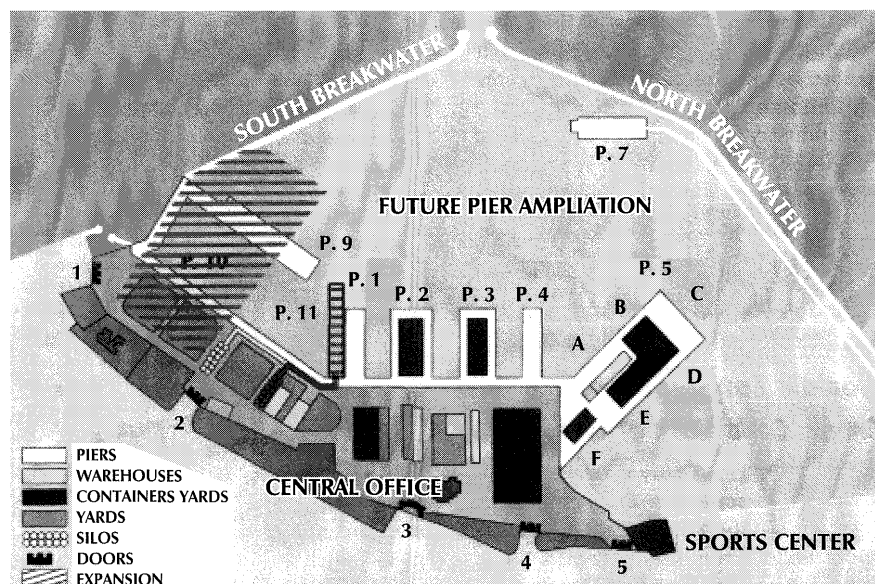 SOUTH BREAKWATER
NORTH BREAKWATER
P. 7
FUTURE PIER AMPLIATION
P. 9
P. 10
1
P. 1
P. 5
P. 2
P. 3
P. 4
C
B
P. 11
A
D
2
E
F
PIERS
WAREHOUSES
CONTAINERS YARDS
YARDS
SILOS
DOORS
EXPANSION
CENTRAL OFFICE
3
4
5
SPORTS CENTER